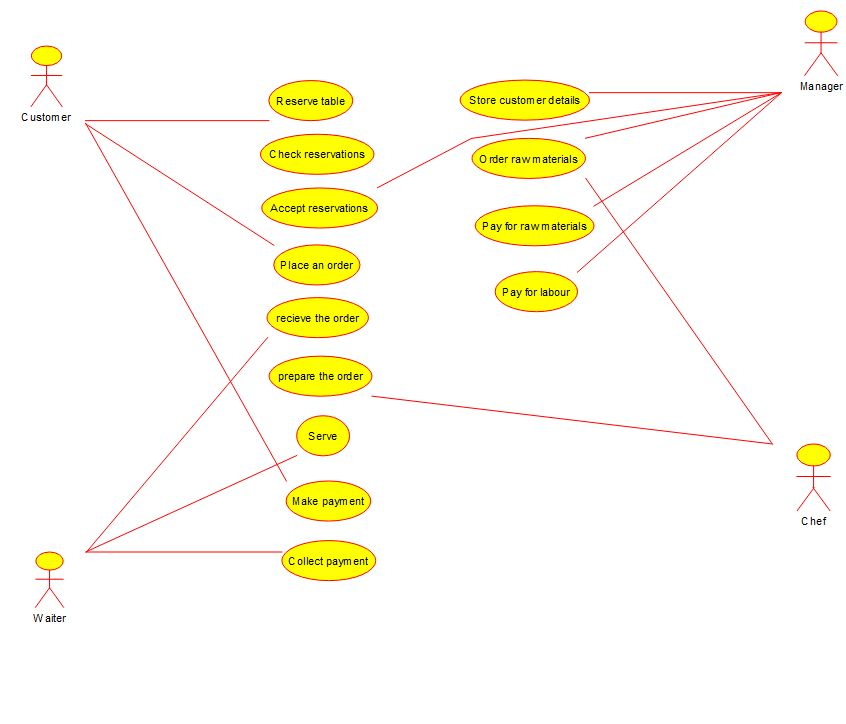 Manager
Customer
Reserve table
Store customer details
Check reservations
Order raw materials
Accept reservations
Pay for raw materials
Place an order
Pay for labour
recieve the order
prepare the order
Serve
Make payment
Chef
Collect payment
Waiter